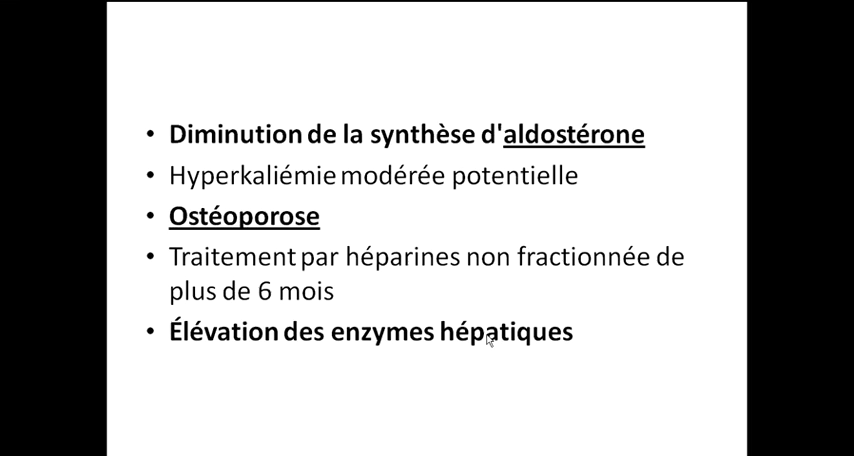 • Diminution de la synthèse d'aldostérone
• Hyperkaliémie modérée potentielle
• Ostéoporose
• Traitement par héparines non fractionnée de
plus de 6 mois
• Élévation des enzymes hépatiques